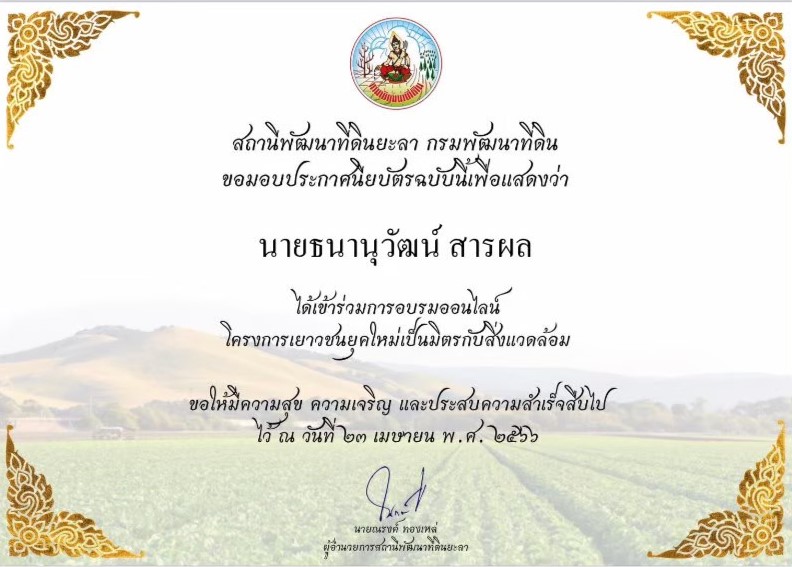 กรมพัฒนาที่ดิน
สถานีพัฒนาที่ดินยะลา กรมพัฒนาที่ดิน
ขอมอบประกาศนียบัตรฉบับนี้เพื่อแสดงว่า
นายธนานุวัฒน์ สารผล
ได้เข้าร่วมการอบรมออนไลน์
โครงการเยาวชนยุคใหม่เป็นมิตรกับสิ่งแวดล้อม
ขอให้มีความสุข ความเจริญ และประสบความสำเร็จสืบไป
ไว้ ณ วันที่ ๒๓ เมษายน พ.ศ. ๒๕๖๖
นายณรงค์ ทองเหล่
ผู้อำนวยการสถานีพัฒนาที่ดินยะลา